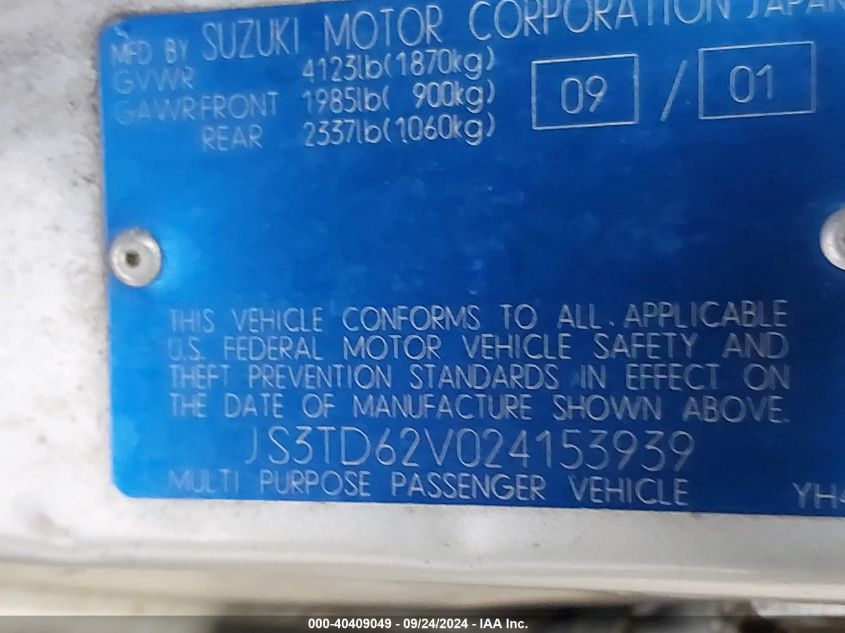 MFD BY SUZUKI MOTOR CORPORATION JAPAN
GVWR 4123lb(1870kg)
GAWR FRONT 1985lb( 900kg) 09 / 01
REAR 2337lb(1060kg)
THIS VEHICLE CONFORMS TO ALL APPLICABLE
U.S. FEDERAL MOTOR VEHICLE SAFETY AND
THEFT PREVENTION STANDARDS IN EFFECT ON
THE DATE OF MANUFACTURE SHOWN ABOVE.
JS3TD62V024153939
MULTI PURPOSE PASSENGER VEHICLE YH4
000-40409049 - 09/24/2024 - IAA Inc.